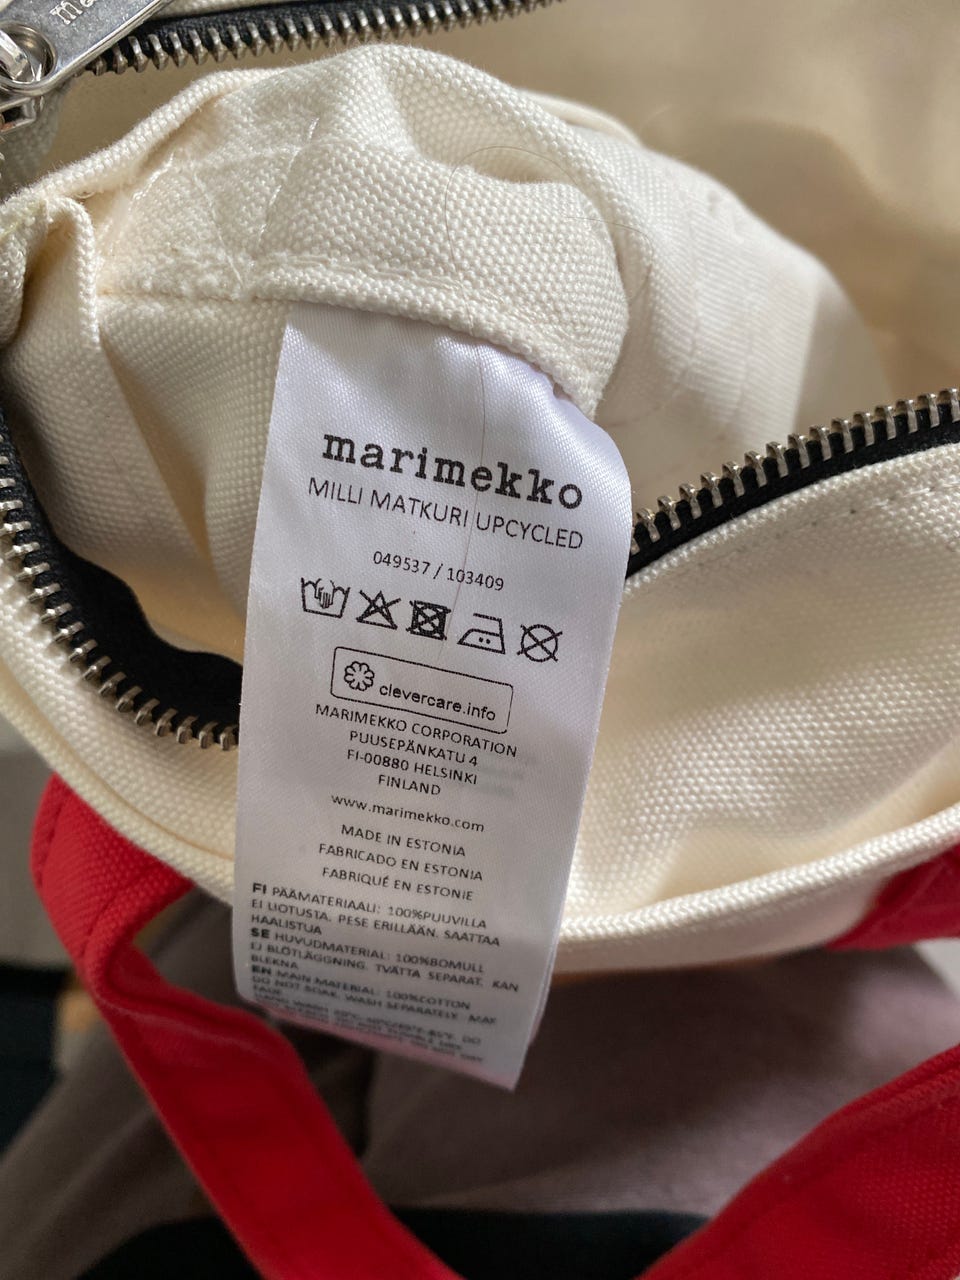 ma
marimekko
MILLI MATKURI UPCYCLED
049537 / 103409
clevercare.info
MARIMEKKO CORPORATION
PUUSEPÄNKATU 4
FI-00880 HELSINKI
FINLAND
www.marimekko.com
MADE IN ESTONIA
FABRICADO EN ESTONIA
FABRIQUÉ EN ESTONIE
FI PÄÄMATERIAALI: 100%PUUVILLA
EI LIOTUSTA. PESE ERILLÄÄN. SAATTAA
HAALISTUA
SE HUVUDMATERIAL: 100%BOMULL
EJ BLÖTLÄGGNING. TVÄTTA SEPARAT. KAN
BLEKNA
EN MAIN MATERIAL: 100%COTTON
DO NOT SOAK. WASH SEPARATELY. MAY
FADE